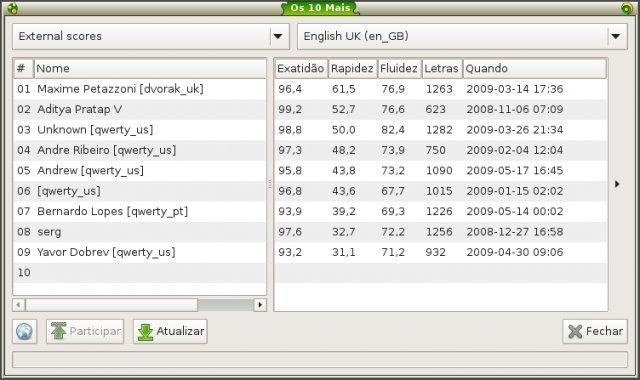 Os 10 Mais
External scores English UK (en_GB)
# Nome Exatidão Rapidez Fluidez Letras Quando
01 Maxime Petazzoni [dvorak_uk] 96,4 61,5 76,9 1263 2009-03-14 17:36
02 Aditya Pratap V 99,2 52,7 76,6 623 2008-11-06 07:09
03 Unknown [qwerty_us] 98,8 50,0 82,4 1282 2009-03-26 21:34
04 Andre Ribeiro [qwerty_us] 97,3 48,2 73,9 750 2009-02-04 12:04
05 Andrew [qwerty_us] 95,8 43,8 73,2 1090 2009-05-17 16:45
06 [qwerty_us] 96,8 43,6 67,7 1015 2009-01-15 02:02
07 Bernardo Lopes [qwerty_pt] 93,9 39,2 69,3 1226 2009-05-14 00:02
08 serg 97,6 32,7 72,2 1256 2008-12-27 16:58
09 Yavor Dobrev [qwerty_us] 93,2 31,1 71,2 932 2009-04-30 09:06
10
Participar Atualizar Fechar